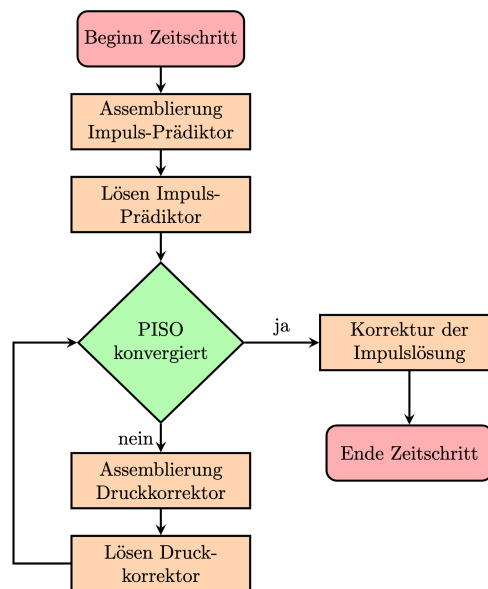 Beginn Zeitschritt
Assemblierung
Impuls-Prädiktor
Lösen Impuls-
Prädiktor
PISO
konvergiert
ja
Korrektur der
Impulslösung
Ende Zeitschritt
nein
Assemblierung
Druckkorrektor
Lösen Druck-
korrektor